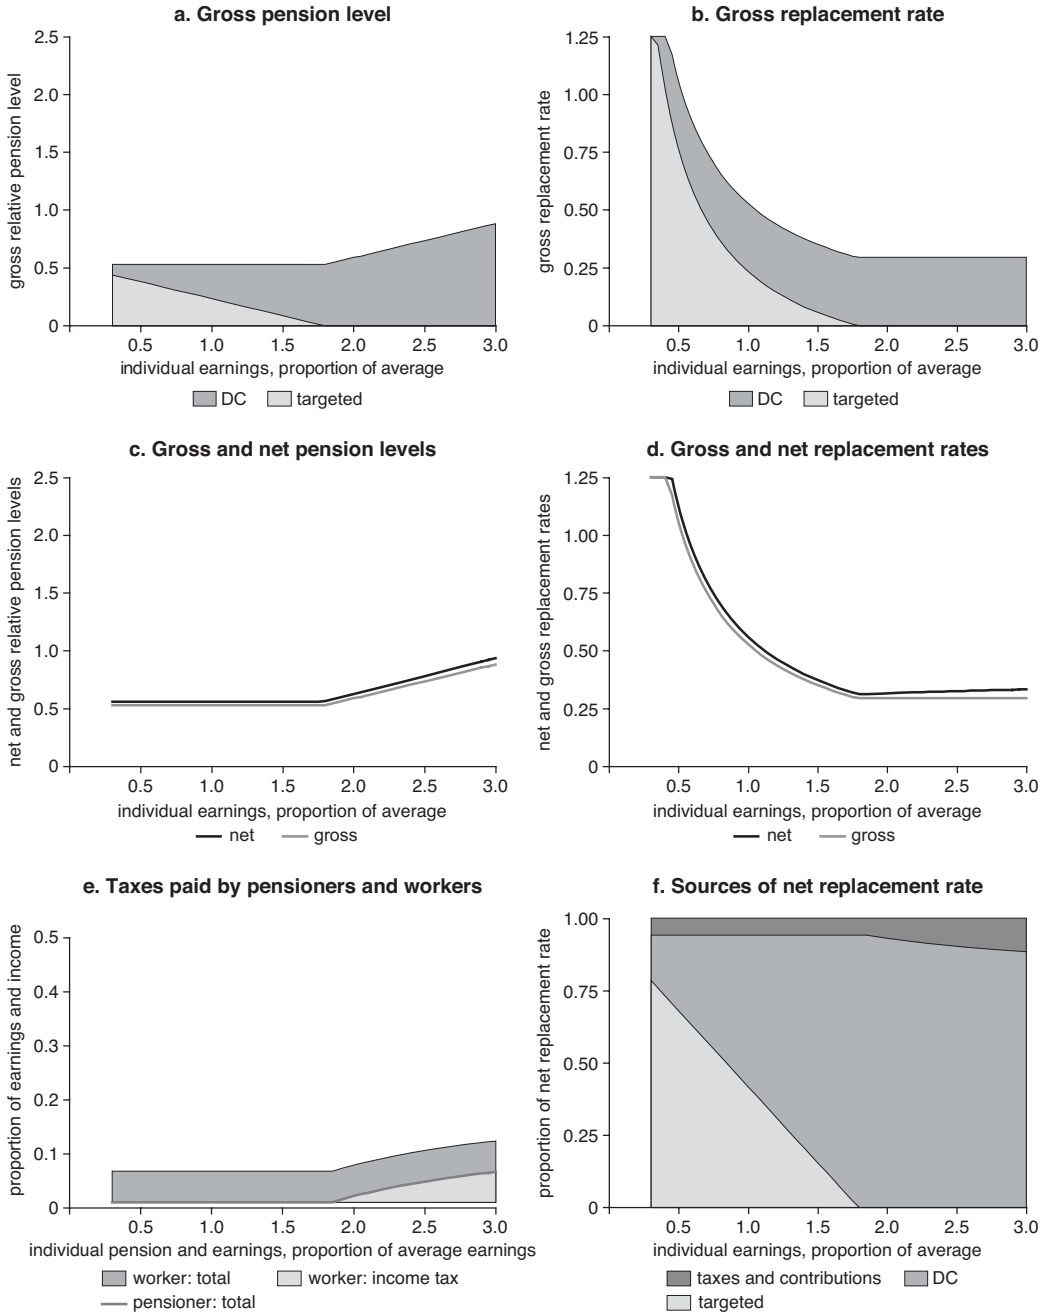 a. Gross pension level
gross relative pension level
2.5
2.0
1.5
1.0
0.5
0
0.5 1.0 1.5 2.0 2.5 3.0
individual earnings, proportion of average
DC targeted
b. Gross replacement rate
gross replacement rate
1.25
1.00
0.75
0.50
0.25
0
0.5 1.0 1.5 2.0 2.5 3.0
individual earnings, proportion of average
DC targeted
c. Gross and net pension levels
net and gross relative pension levels
2.5
2.0
1.5
1.0
0.5
0
0.5 1.0 1.5 2.0 2.5 3.0
individual earnings, proportion of average
net gross
d. Gross and net replacement rates
net and gross replacement rates
1.25
1.00
0.75
0.50
0.25
0
0.5 1.0 1.5 2.0 2.5 3.0
individual earnings, proportion of average
net gross
e. Taxes paid by pensioners and workers
proportion of earnings and income
0.5
0.4
0.3
0.2
0.1
0
0.5 1.0 1.5 2.0 2.5 3.0
individual pension and earnings, proportion of average earnings
worker: total worker: income tax
pensioner: total
f. Sources of net replacement rate
proportion of net replacement rate
1.00
0.75
0.50
0.25
0
0.5 1.0 1.5 2.0 2.5 3.0
individual earnings, proportion of average
taxes and contributions DC
targeted